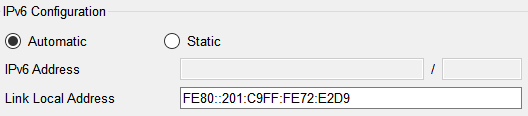 IPv6 Configuration
Automatic Static
IPv6 Address /
Link Local Address FE80::201:C9FF:FE72:E2D9